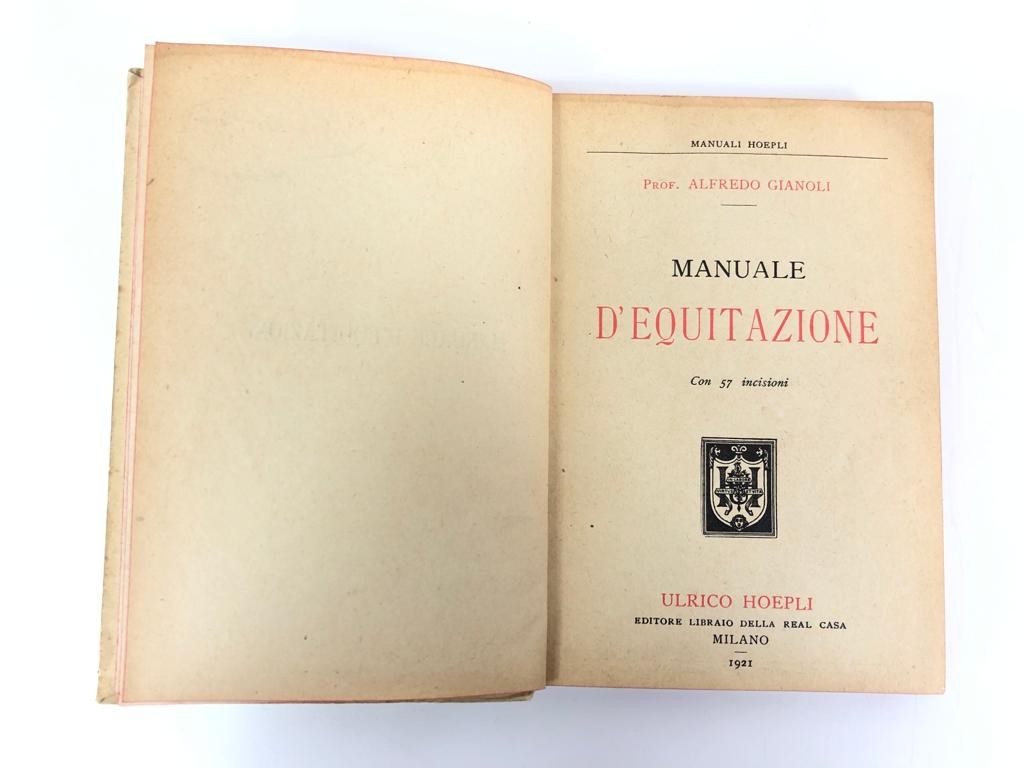 MANUALI HOEPLI
PROF. ALFREDO GIANOLI
MANUALE
D'EQUITAZIONE
Con 57 incisioni
ULRICO HOEPLI
EDITORE LIBRAIO DELLA REAL CASA
MILANO
1921